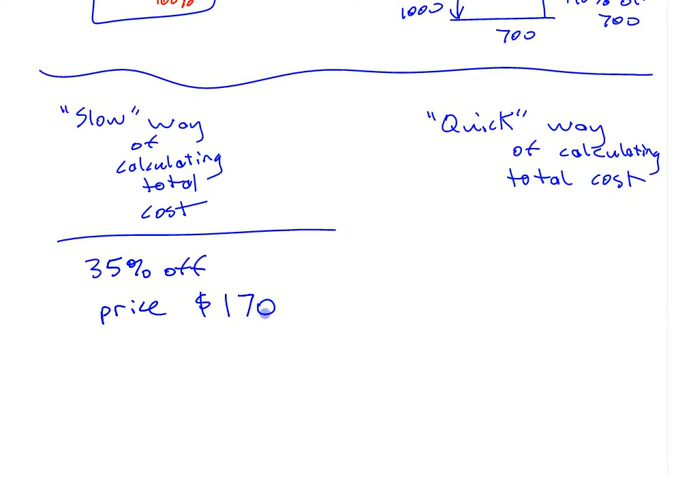 100%
1000
700
700
"Slow" way
of
calculating
total
cost
"Quick" way
of calculating
total cost
35% off
price $170